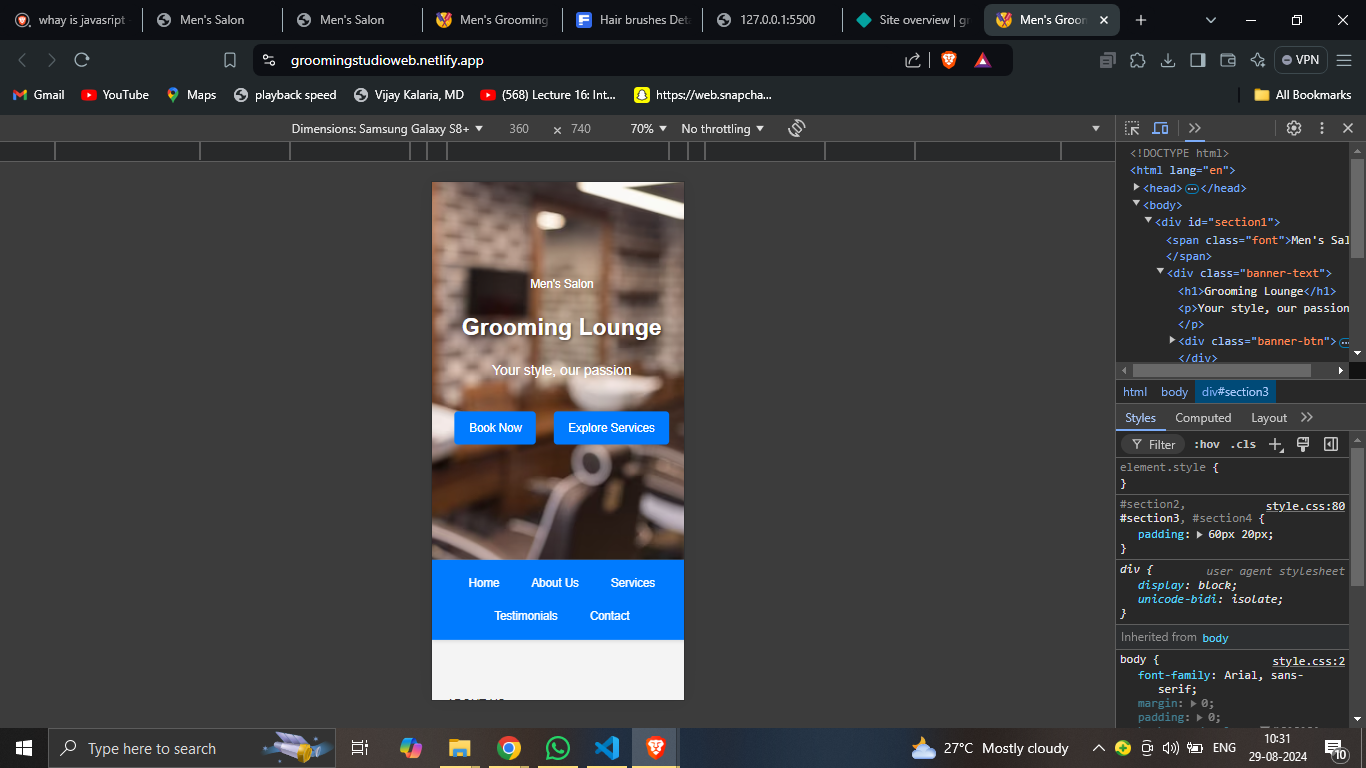 whay is javasript
Men's Salon
Men's Salon
Men's Grooming
Hair brushes Det
127.0.0.1:5500
Site overview | gr
Men's Groon
groomingstudioweb.netlify.app
VPN
Gmail
YouTube
Maps
playback speed
Vijay Kalaria, MD
(568) Lecture 16: Int...
https://web.snapcha...
All Bookmarks
Dimensions: Samsung Galaxy S8+
360 × 740
70%
No throttling
Men's Salon
Grooming Lounge
Your style, our passion
Book Now
Explore Services
Home About Us Services
Testimonials Contact
<!DOCTYPE html>
<html lang="en">
<head> ••• </head>
<body>
<div id="section1">
<span class="font">Men's Sal
</span>
<div class="banner-text">
<h1>Grooming Lounge</h1>
<p>Your style, our passion
</p>
<div class="banner-btn"> •••
</div>
html body div#section3
Styles Computed Layout
Filter :hov .cls
element.style {
}
#section2, style.css:80
#section3, #section4 {
padding: 60px 20px;
}
div { user agent stylesheet
display: block;
unicode-bidi: isolate;
}
Inherited from body
body { style.css:2
font-family: Arial, sans-
serif;
margin: 0;
padding: 0;
Type here to search
27°C Mostly cloudy
ENG
10:31
29-08-2024
10